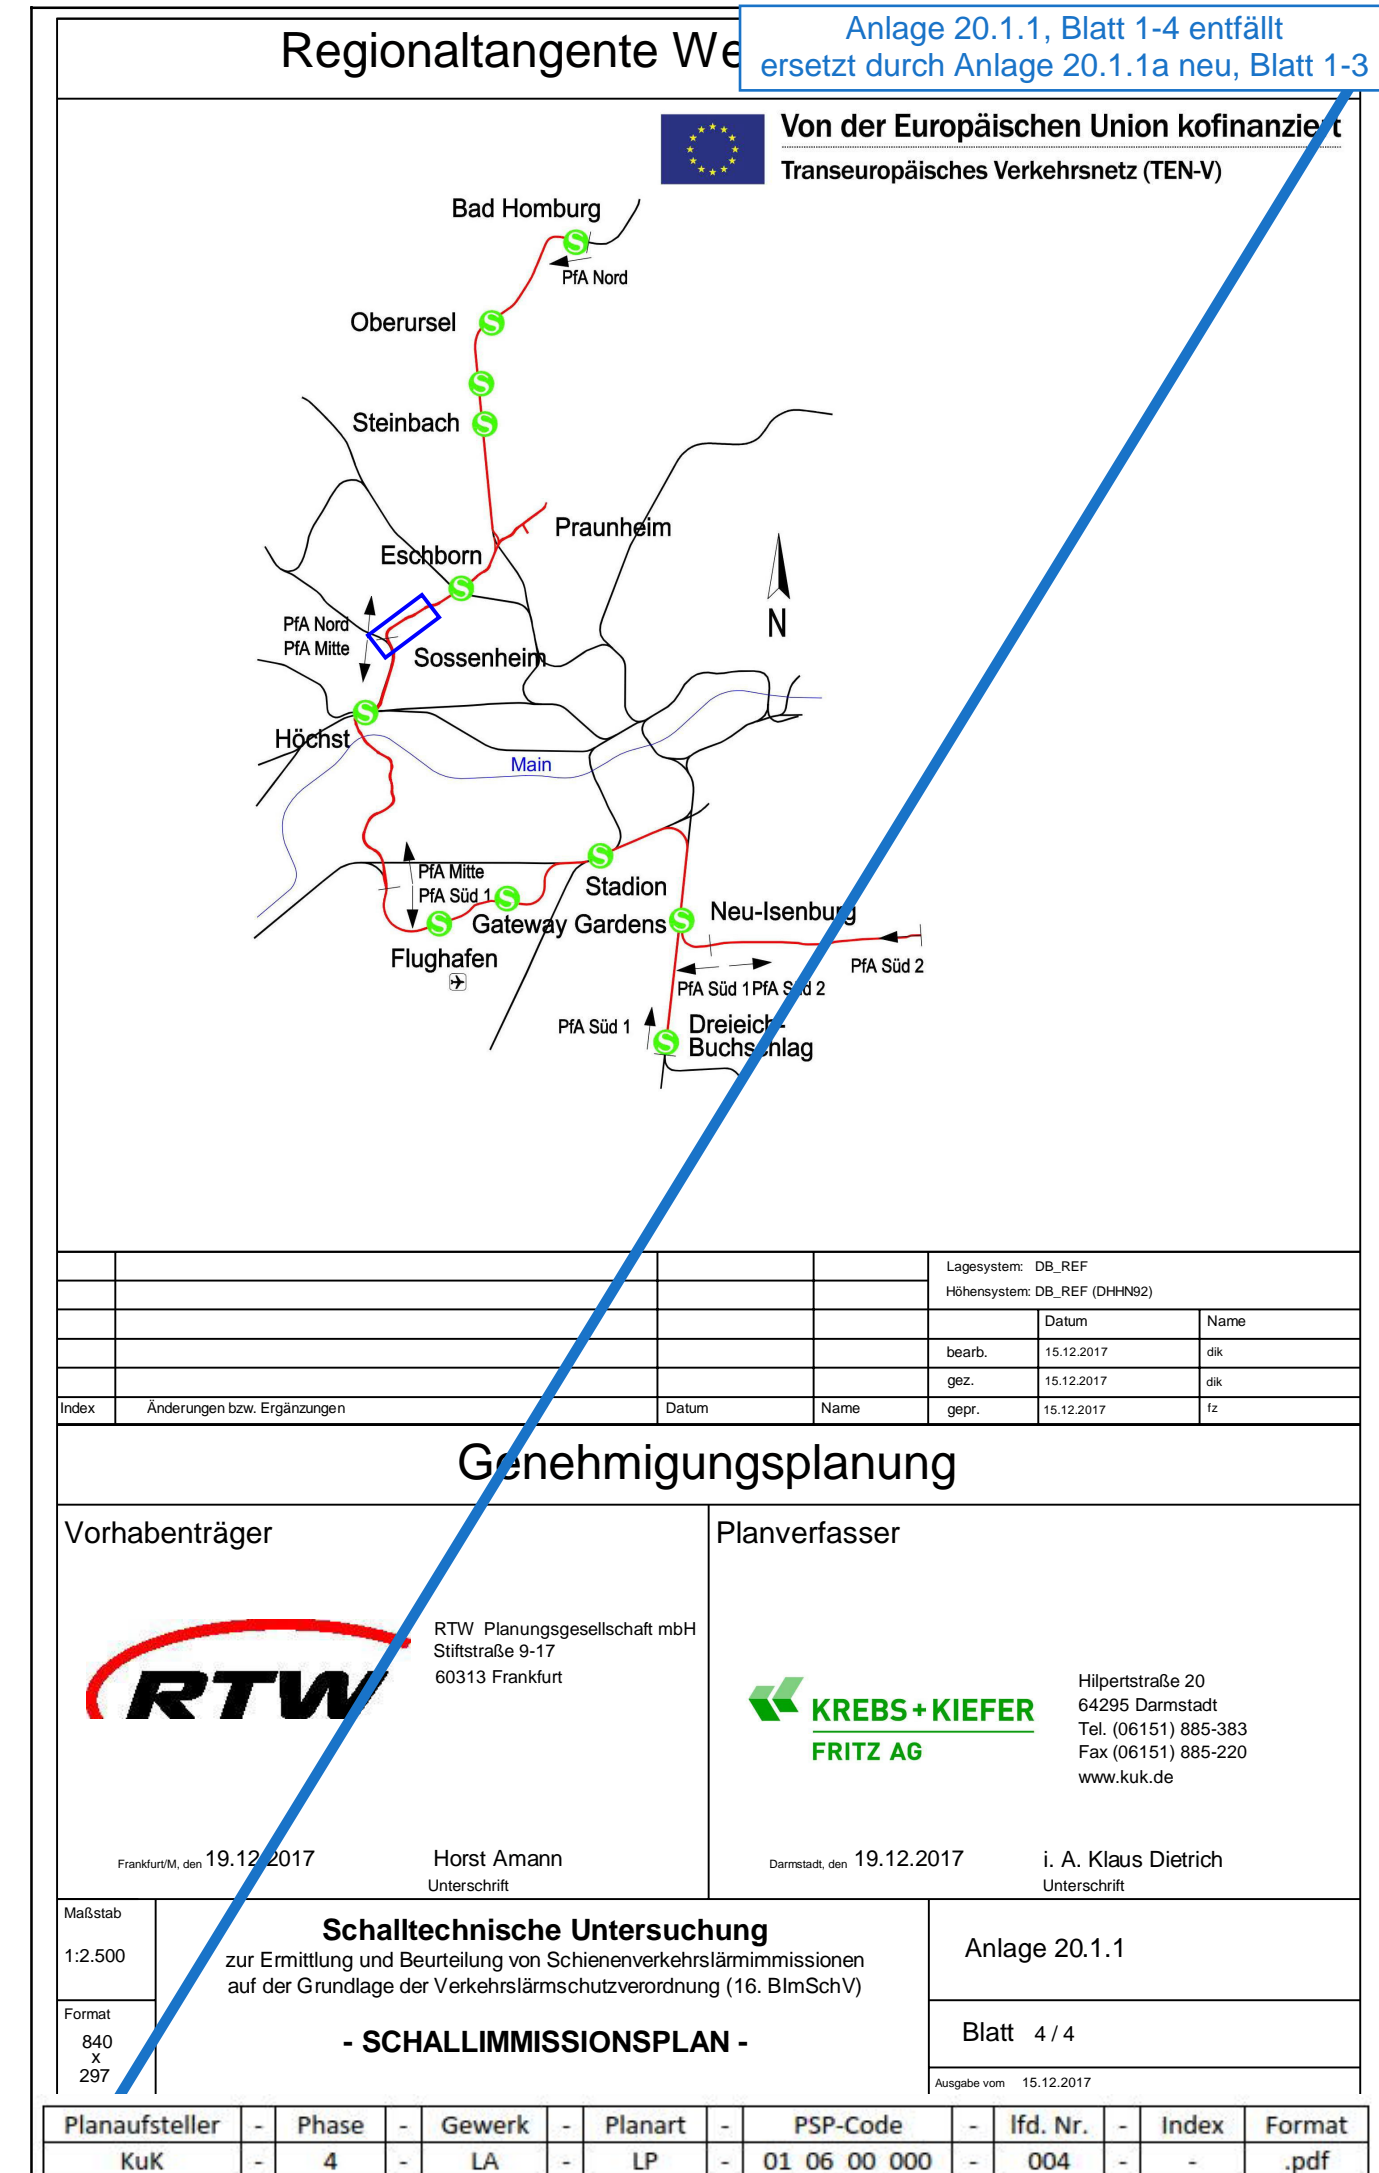 Regionaltangente We
Anlage 20.1.1, Blatt 1-4 entfällt
ersetzt durch Anlage 20.1.1a neu, Blatt 1-3
Von der Europäischen Union kofinanziert
Transeuropäisches Verkehrsnetz (TEN-V)
Bad Homburg
S
PfA Nord
Oberursel
S
S
Steinbach
S
Praunheim
Eschborn
S
N
PfA Nord
PfA Mitte
Sossenheim
S
Höchst
Main
PfA Mitte
PfA Süd 1
S
Stadion
S
Gateway Gardens
S
Neu-Isenburg
S
Flughafen
PfA Süd 2
PfA Süd 1
PfA Süd 2
PfA Süd 1
S
Dreieich-
Buchschlag
Lagesystem: DB_REF
Höhensystem: DB_REF (DHHN92)
Datum Name
bearb. 15.12.2017 dik
gez. 15.12.2017 dik
Index Änderungen bzw. Ergänzungen Datum Name gepr. 15.12.2017 fz
Genehmigungsplanung
Vorhabenträger
RTW
RTW Planungsgesellschaft mbH
Stiftstraße 9-17
60313 Frankfurt
Frankfurt/M, den 19.12.2017
Horst Amann
Unterschrift
Planverfasser
KREBS+KIEFER
FRITZ AG
Hilpertstraße 20
64295 Darmstadt
Tel. (06151) 885-383
Fax (06151) 885-220
www.kuk.de
Darmstadt, den 19.12.2017
i. A. Klaus Dietrich
Unterschrift
Maßstab
1:2.500
Format
840
x
297
Schalltechnische Untersuchung
zur Ermittlung und Beurteilung von Schienenverkehrslärmimmissionen
auf der Grundlage der Verkehrslärmschutzverordnung (16. BImSchV)
- SCHALLIMMISSIONSPLAN -
Anlage 20.1.1
Blatt 4 / 4
Ausgabe vom 15.12.2017
Planaufsteller - Phase - Gewerk - Planart - PSP-Code - lfd. Nr. - Index Format
KuK - 4 - LA - LP - 01_06_00_000 - 004 - - .pdf